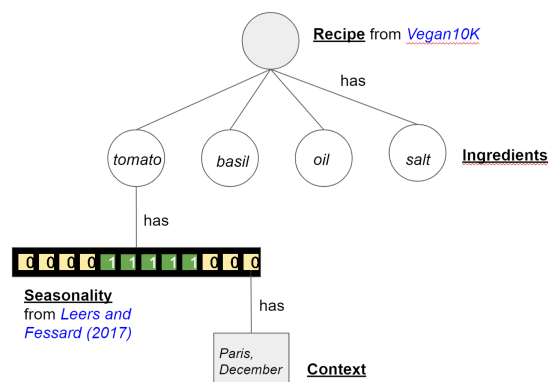 Recipe from Vegan10K
has
tomato basil oil salt
Ingredients
has
0 0 0 0 1 1 1 1 1 0 0 0
Seasonality
from Leers and
Fessard (2017)
has
Paris,
December
Context